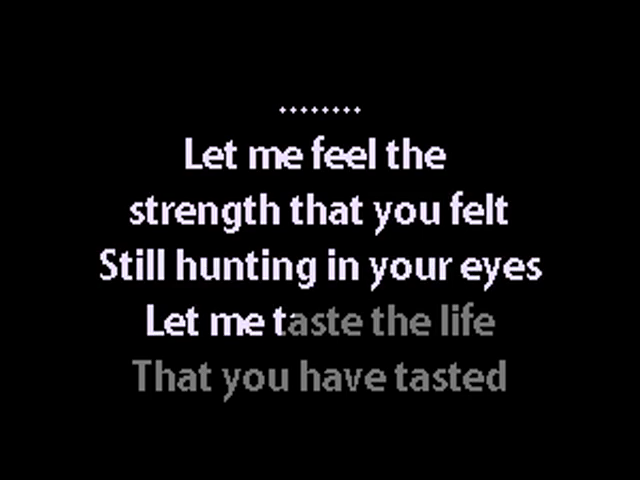 ........
Let me feel the
strength that you felt
Still hunting in your eyes
Let me taste the life
That you have tasted